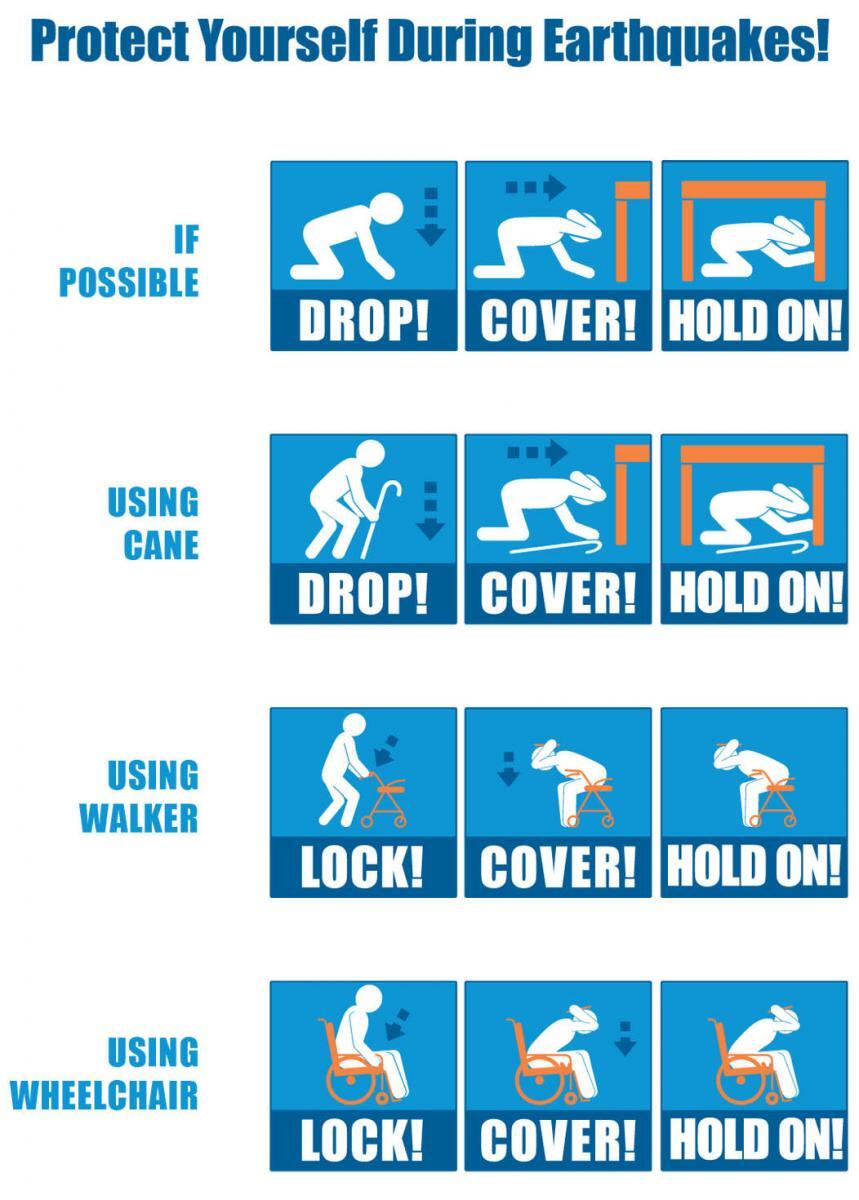 Protect Yourself During Earthquakes!
IF
POSSIBLE
DROP!
COVER!
HOLD ON!
USING
CANE
DROP!
COVER!
HOLD ON!
USING
WALKER
LOCK!
COVER!
HOLD ON!
USING
WHEELCHAIR
LOCK!
COVER!
HOLD ON!